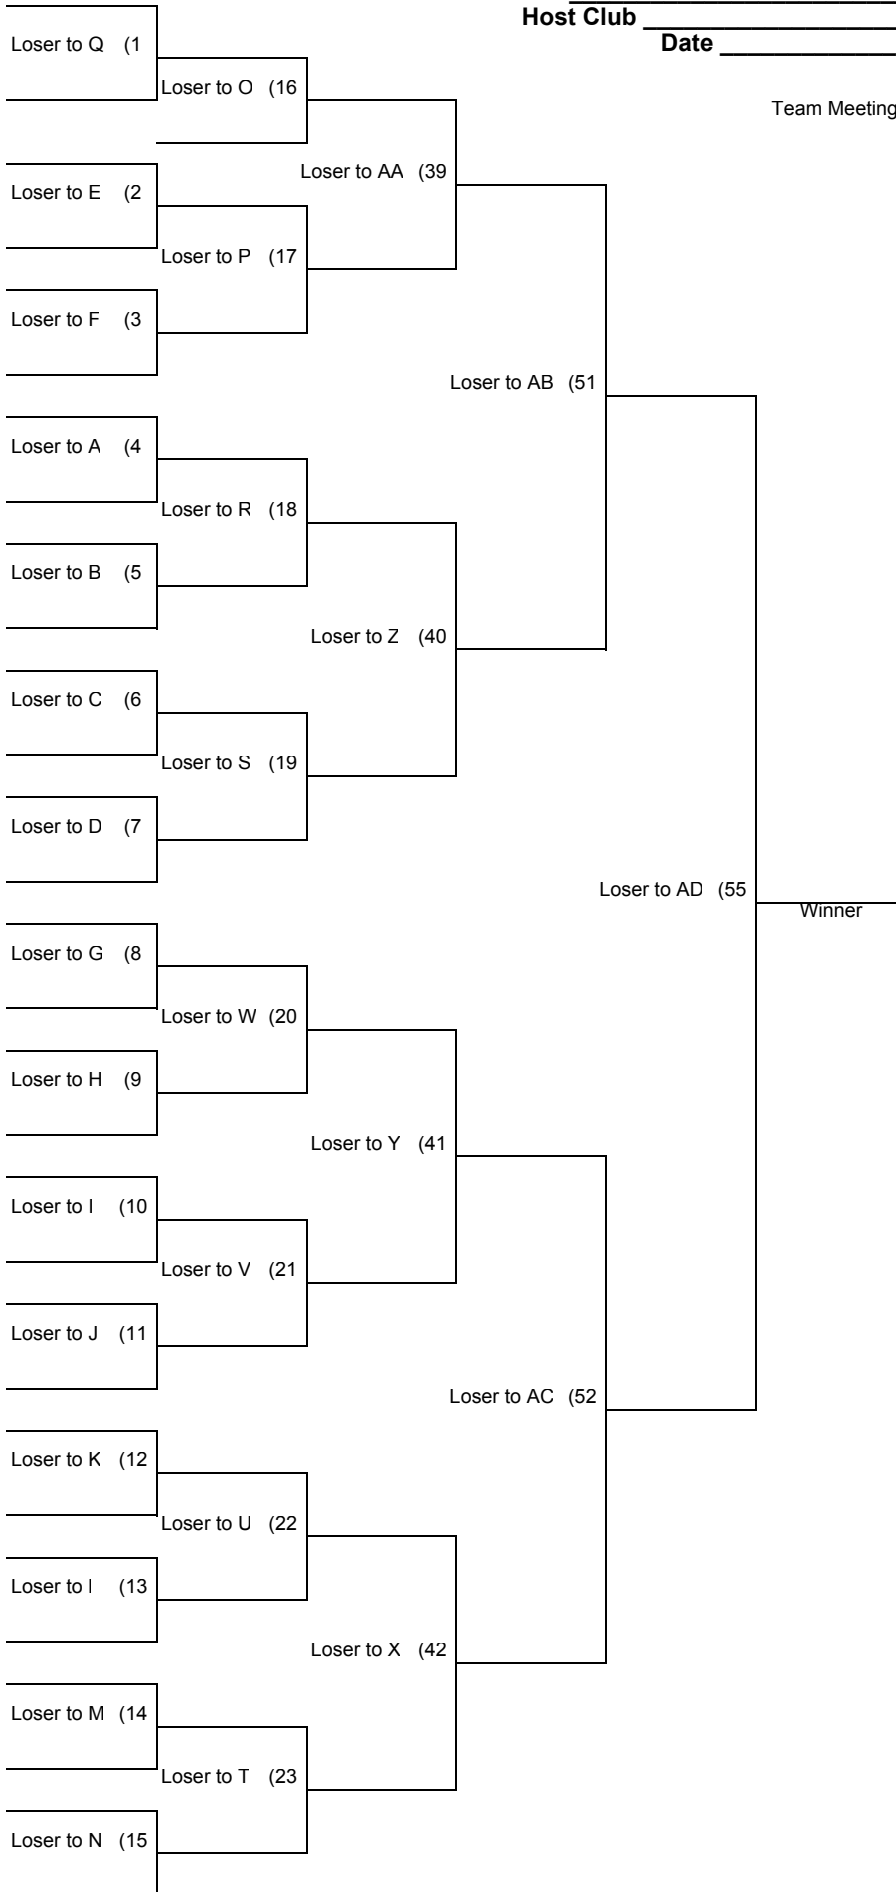 Host Club
Date
Team Meeting
Loser to Q (1
Loser to O (16
Loser to AA (39
Loser to E (2
Loser to P (17
Loser to F (3
Loser to AB (51
Loser to A (4
Loser to R (18
Loser to B (5
Loser to Z (40
Loser to C (6
Loser to S (19
Loser to D (7
Loser to AD (55
Winner
Loser to G (8
Loser to W (20
Loser to H (9
Loser to Y (41
Loser to I (10
Loser to V (21
Loser to J (11
Loser to AC (52
Loser to K (12
Loser to U (22
Loser to l (13
Loser to X (42
Loser to M (14
Loser to T (23
Loser to N (15